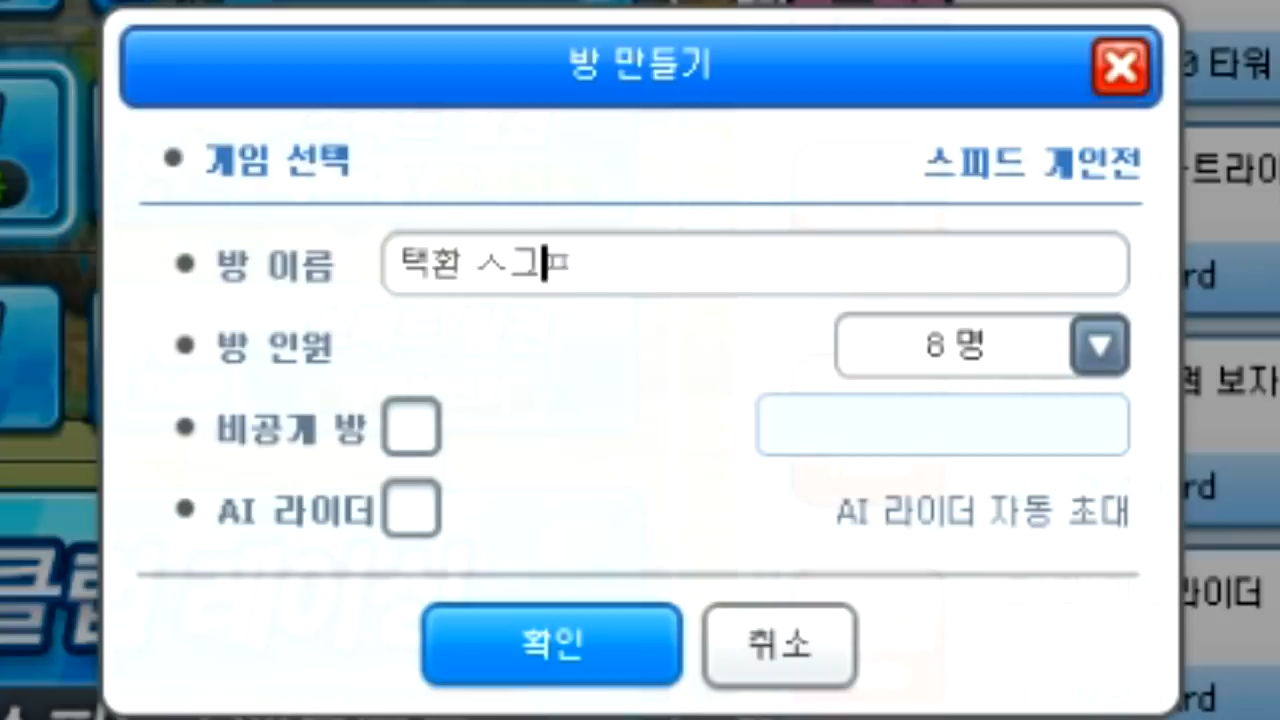 방 만들기
타워
게임 선택 스피드 개인전
트라이
방 이름 택환 ㅅ그ㅍ
rd
방 인원 8 명
보자
비공개 방
rd
AI 라이더 AI 라이더 자동 초대
클럽
라이더
확인 취소
rd